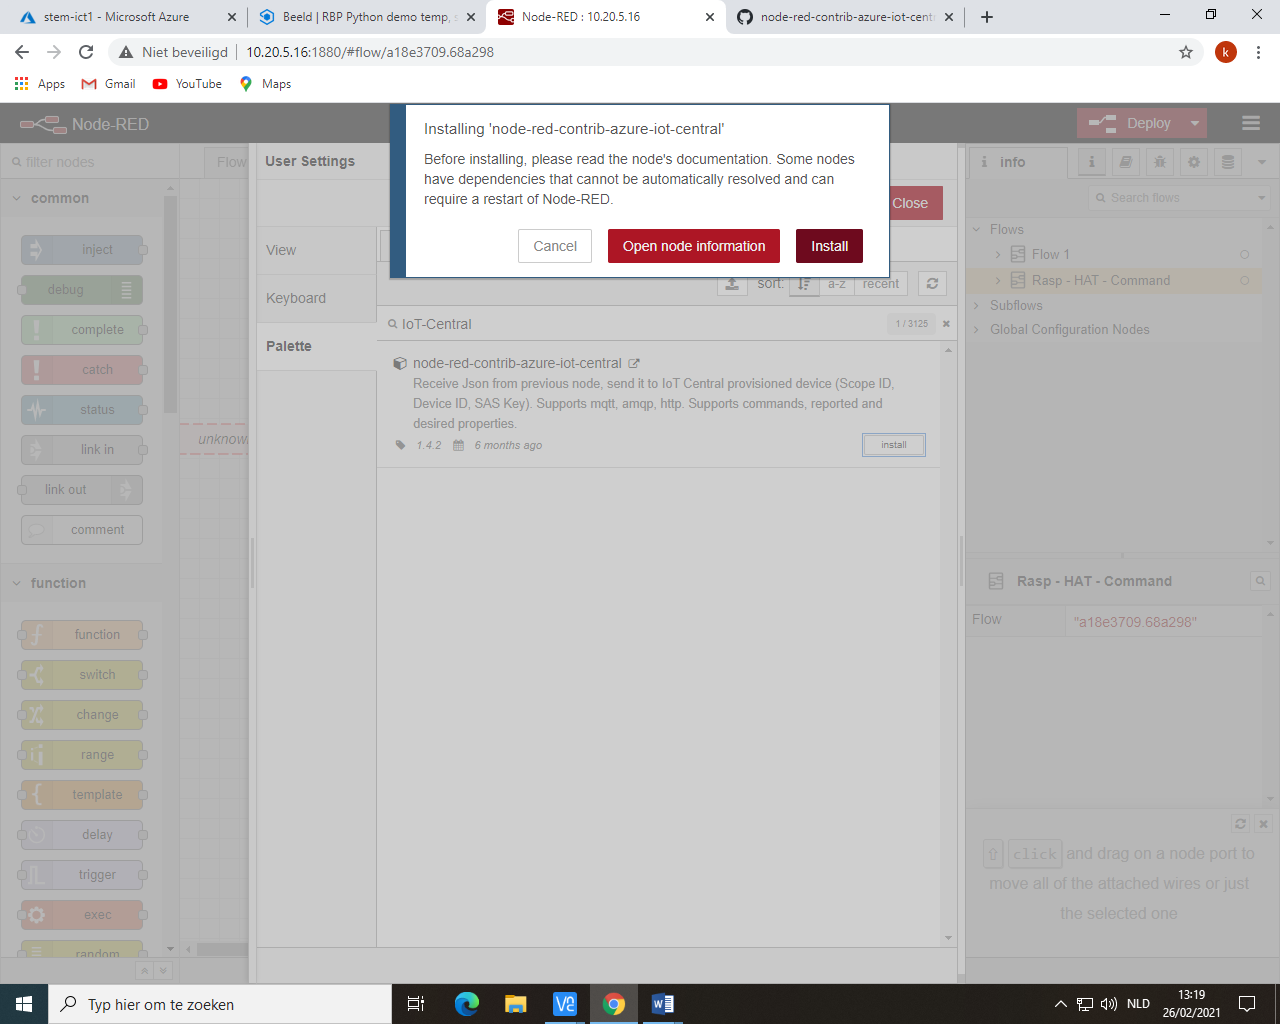 stem-ict1 - Microsoft Azure
Beeld | RBP Python demo temp, s
Node-RED : 10.20.5.16
node-red-contrib-azure-iot-cent
Niet beveiligd
10.20.5.16:1880/#flow/a18e3709.68a298
k
Apps
Gmail
YouTube
Maps
Node-RED
Deploy
Installing 'node-red-contrib-azure-iot-central'
Before installing, please read the node's documentation. Some nodes
have dependencies that cannot be automatically resolved and can
require a restart of Node-RED.
Cancel
Open node information
Install
filter nodes
Flow
common
inject
debug
complete
catch
status
link in
link out
comment
function
function
switch
change
range
template
delay
trigger
exec
random
unknow
User Settings
Close
View
Keyboard
Palette
sort:
a-z
recent
IoT-Central
1 / 3125
node-red-contrib-azure-iot-central
Receive Json from previous node, send it to IoT Central provisioned device (Scope ID,
Device ID, SAS Key). Supports mqtt, amqp, http. Supports commands, reported and
desired properties.
1.4.2
6 months ago
install
info
Search flows
Flows
Flow 1
Rasp - HAT - Command
Subflows
Global Configuration Nodes
Rasp - HAT - Command
Flow
"a18e3709.68a298"
click and drag on a node port to
move all of the attached wires or just
the selected one
Typ hier om te zoeken
NLD
13:19
26/02/2021